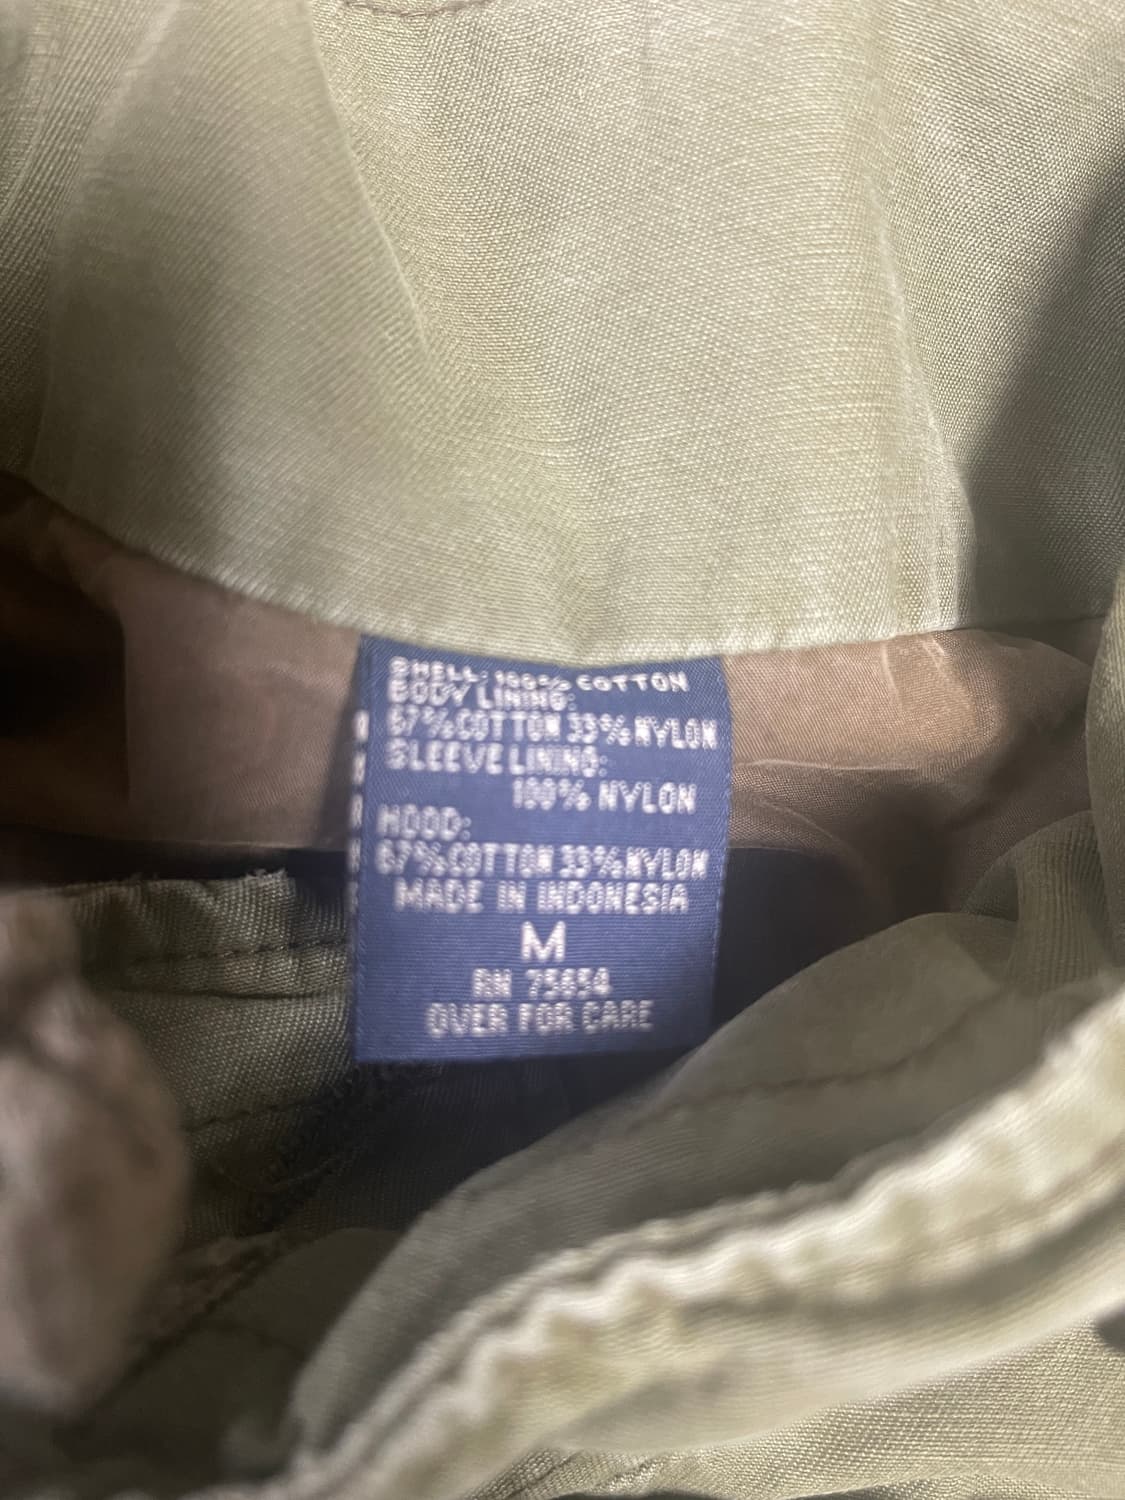 SHELL: 100% COTTON
BODY LINING:
67% COTTON 33% NYLON
SLEEVE LINING:
100% NYLON
HOOD:
67% COTTON 33% NYLON
MADE IN INDONESIA
M
RN 75654
OVER FOR CARE